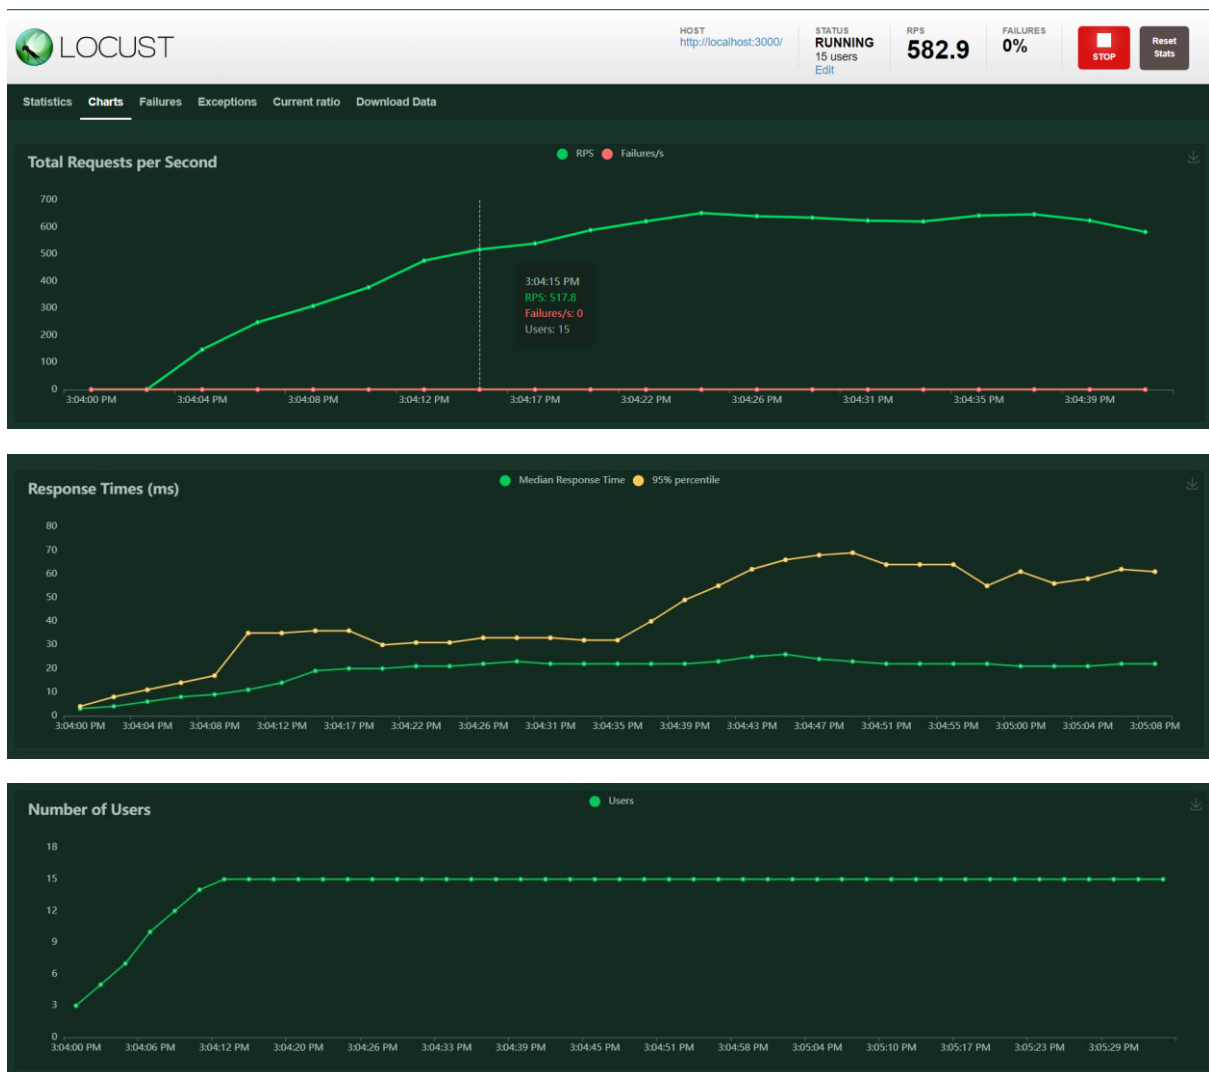 LOCUST
HOST
http://localhost:3000/
STATUS
RUNNING
15 users
Edit
RPS
582.9
FAILURES
0%
STOP
Reset
Stats
Statistics Charts Failures Exceptions Current ratio Download Data
Total Requests per Second
RPS Failures/s
700
600
500
400
300
200
100
0
3:04:15 PM
RPS: 517.8
Failures/s: 0
Users: 15
3:04:00 PM 3:04:04 PM 3:04:08 PM 3:04:12 PM 3:04:17 PM 3:04:22 PM 3:04:26 PM 3:04:31 PM 3:04:35 PM 3:04:39 PM
Response Times (ms)
Median Response Time 95% percentile
80
70
60
50
40
30
20
10
0
3:04:00 PM 3:04:04 PM 3:04:08 PM 3:04:12 PM 3:04:17 PM 3:04:22 PM 3:04:26 PM 3:04:31 PM 3:04:35 PM 3:04:39 PM 3:04:43 PM 3:04:47 PM 3:04:51 PM 3:04:55 PM 3:05:00 PM 3:05:04 PM 3:05:08 PM
Number of Users
Users
18
15
12
9
6
3
0
3:04:00 PM 3:04:06 PM 3:04:12 PM 3:04:20 PM 3:04:26 PM 3:04:33 PM 3:04:39 PM 3:04:45 PM 3:04:51 PM 3:04:58 PM 3:05:04 PM 3:05:10 PM 3:05:17 PM 3:05:23 PM 3:05:29 PM